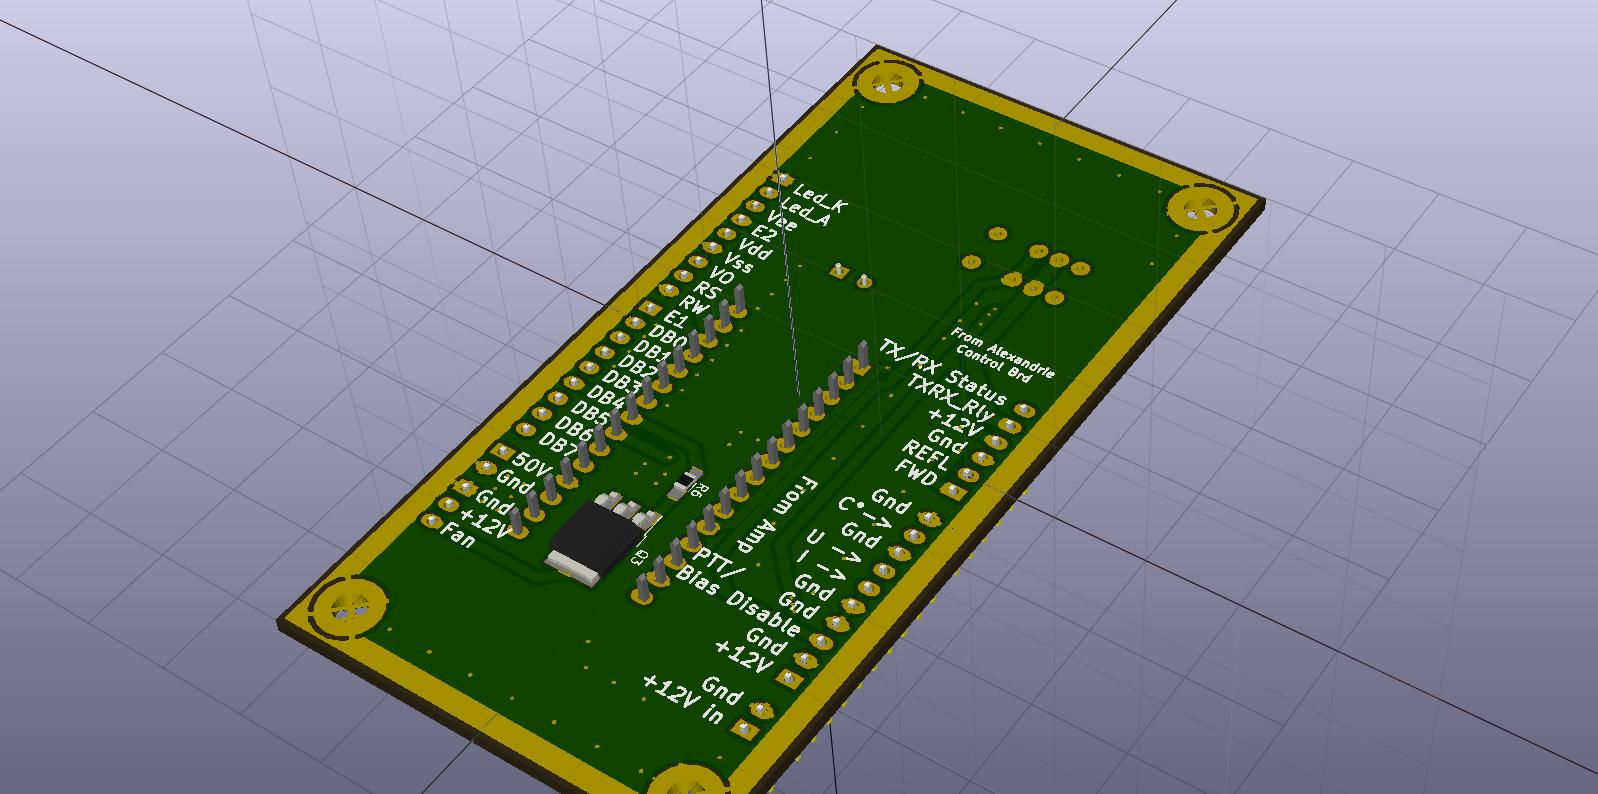 Led_K
Led_A
Vee
E2
Vdd
Vss
VO
RS
RW
E1
DB0
DB1
DB2
DB3
DB4
DB5
DB6
DB7
50V
Gnd
Gnd
+12V
Fan
R6
Q3
From Alexandrie
Control Brd
TX/RX Status
TXRX_Rly
+12V
Gnd
REFL
FWD
From Amp
Gnd
C°->
Gnd
U ->
I ->
Gnd
Gnd
PTT/
Bias Disable
Gnd
+12V
Gnd
+12V in